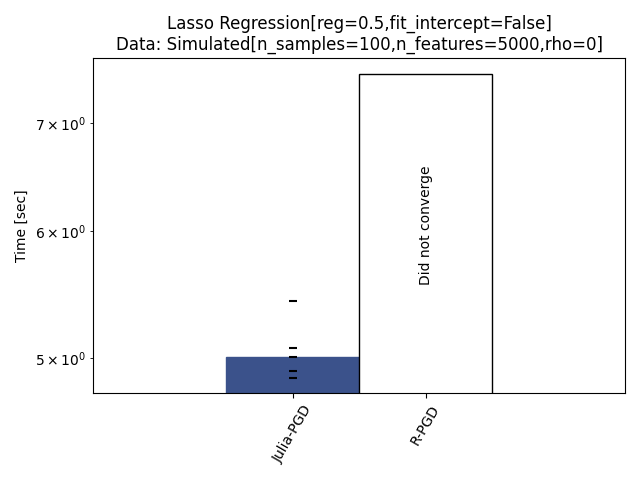 Lasso Regression[reg=0.5,fit_intercept=False]
Data: Simulated[n_samples=100,n_features=5000,rho=0]
7 × 10⁰
6 × 10⁰
5 × 10⁰
Time [sec]
Did not converge
Julia-PGD
R-PGD